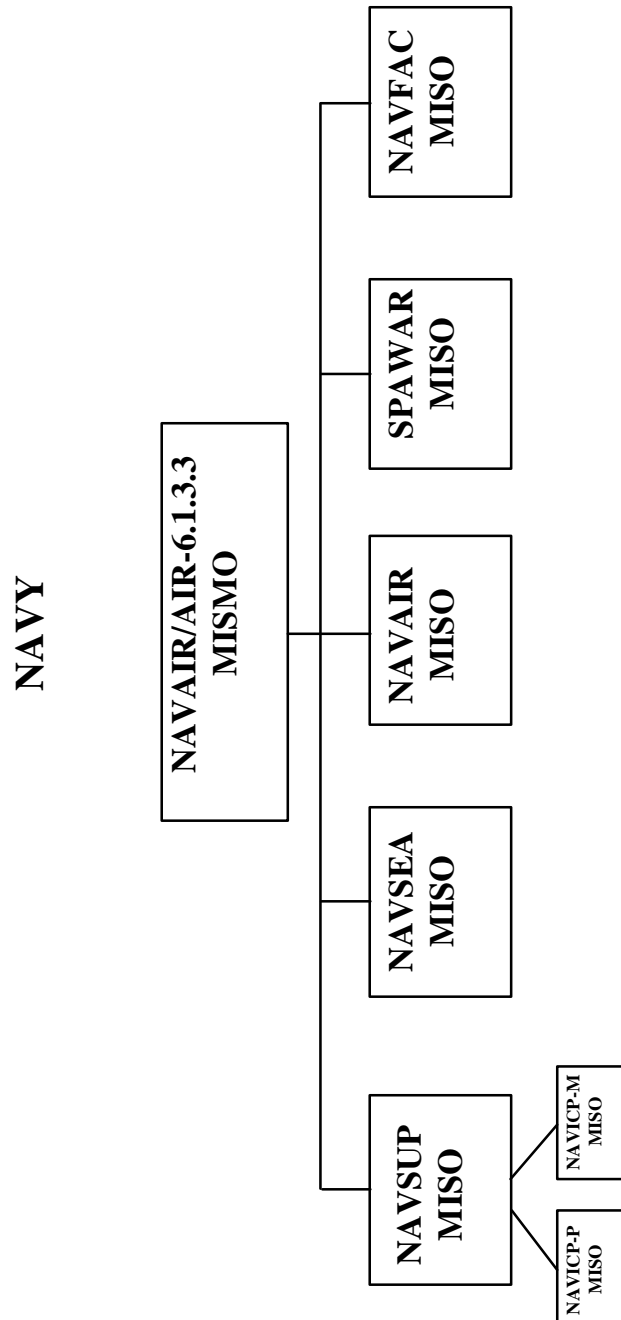 NAVY
NAVAIR/AIR-6.1.3.3
MISMO
NAVSUP
MISO
NAVSEA
MISO
NAVAIR
MISO
SPAWAR
MISO
NAVFAC
MISO
NAVICP-P
MISO
NAVICP-M
MISO